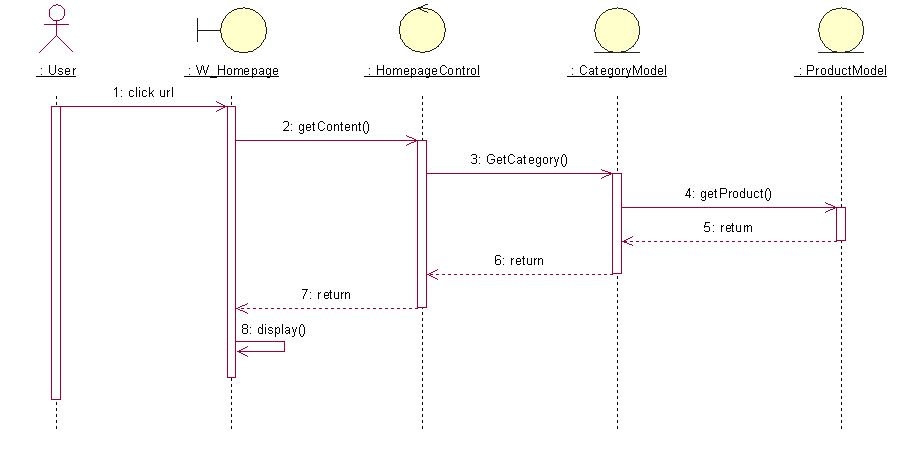 : User
: W_Homepage
: HomepageControl
: CategoryModel
: ProductModel
1: click url
2: getContent()
3: GetCategory()
4: getProduct()
5: return
6: return
7: return
8: display()